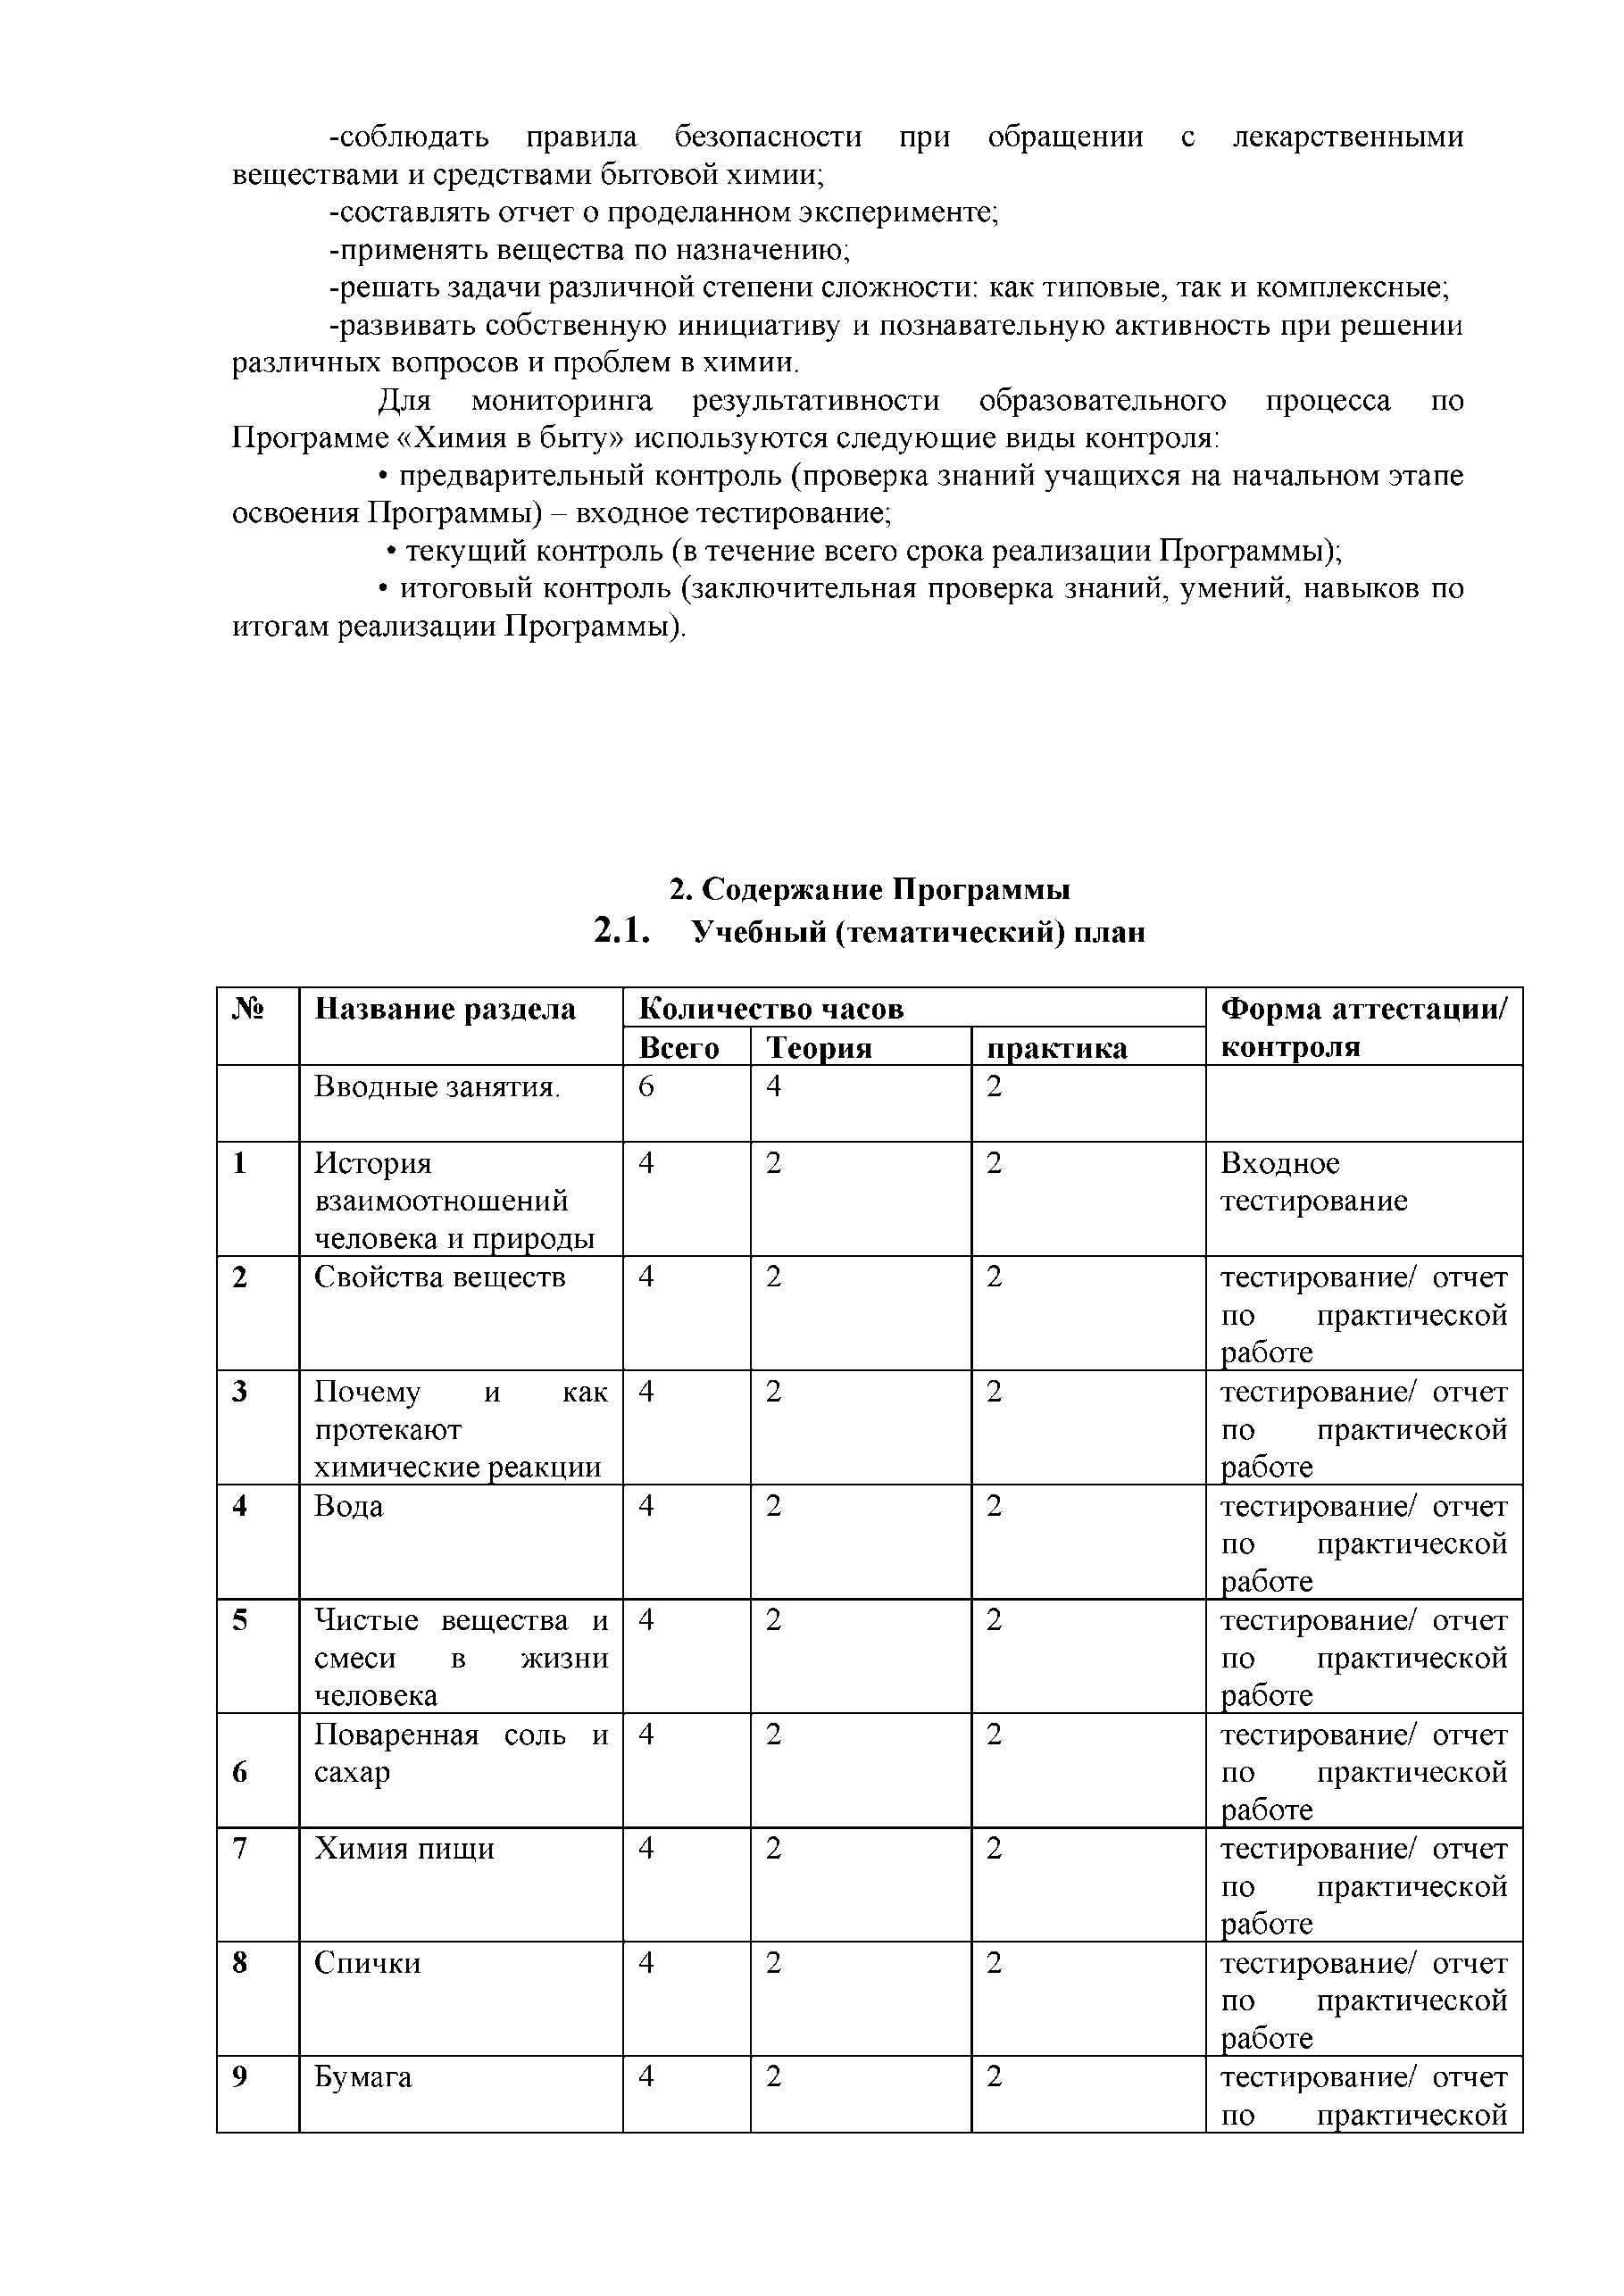 -соблюдать правила безопасности при обращении с лекарственными
веществами и средствами бытовой химии;
-составлять отчет о проделанном эксперименте;
-применять вещества по назначению;
-решать задачи различной степени сложности: как типовые, так и комплексные;
-развивать собственную инициативу и познавательную активность при решении
различных вопросов и проблем в химии.
Для мониторинга результативности образовательного процесса по
Программе «Химия в быту» используются следующие виды контроля:
• предварительный контроль (проверка знаний учащихся на начальном этапе
освоения Программы) – входное тестирование;
• текущий контроль (в течение всего срока реализации Программы);
• итоговый контроль (заключительная проверка знаний, умений, навыков по
итогам реализации Программы).
2. Содержание Программы
2.1. Учебный (тематический) план
№ Название раздела Количество часов Форма аттестации/
Всего Теория практика контроля
Вводные занятия. 6 4 2
1 История 4 2 2 Входное
взаимоотношений тестирование
человека и природы
2 Свойства веществ 4 2 2 тестирование/ отчет
по практической
работе
3 Почему и как 4 2 2 тестирование/ отчет
протекают по практической
химические реакции работе
4 Вода 4 2 2 тестирование/ отчет
по практической
работе
5 Чистые вещества и 4 2 2 тестирование/ отчет
смеси в жизни по практической
человека работе
Поваренная соль и 4 2 2 тестирование/ отчет
6 сахар по практической
работе
7 Химия пищи 4 2 2 тестирование/ отчет
по практической
работе
8 Спички 4 2 2 тестирование/ отчет
по практической
работе
9 Бумага 4 2 2 тестирование/ отчет
по практической